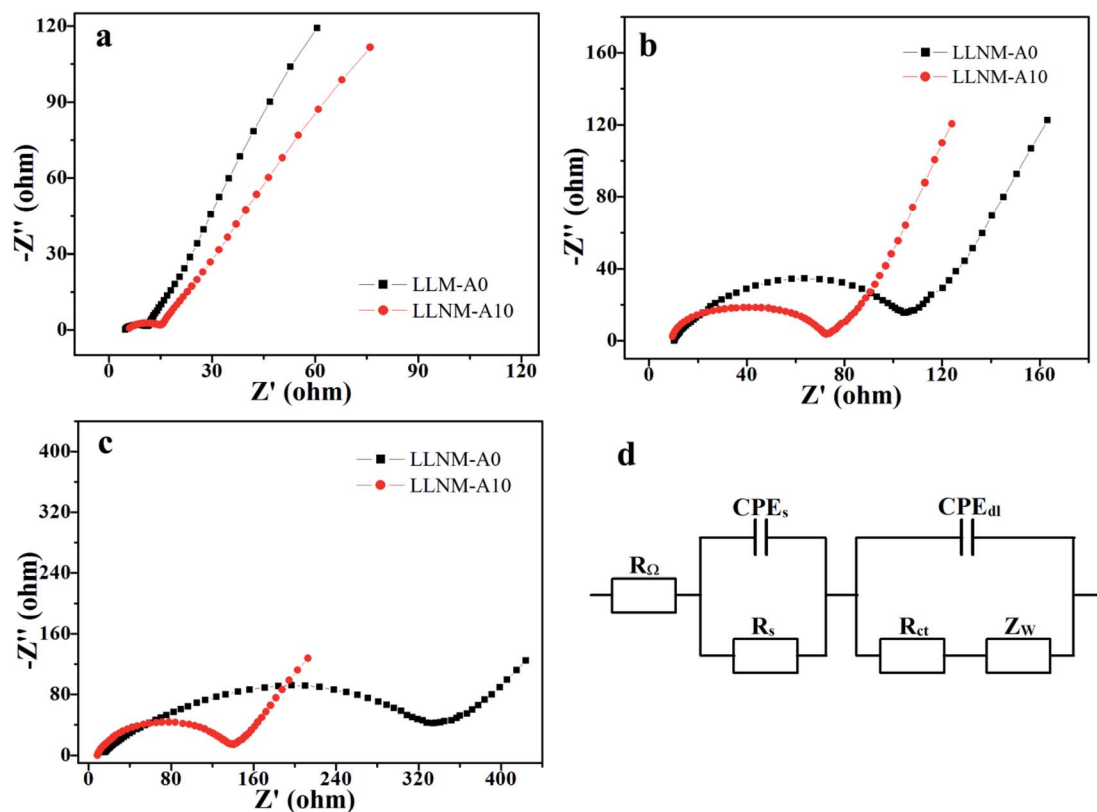 a
120
90
60
30
0
-Z'' (ohm)
LLM-A0
LLNM-A10
0 30 60 90 120
Z' (ohm)
b
160
120
80
40
0
-Z'' (ohm)
LLNM-A0
LLNM-A10
0 40 80 120 160
Z' (ohm)
c
400
320
240
160
80
0
-Z'' (ohm)
LLNM-A0
LLNM-A10
0 80 160 240 320 400
Z' (ohm)
d
CPEs CPEdl
RΩ
Rs Rct ZW